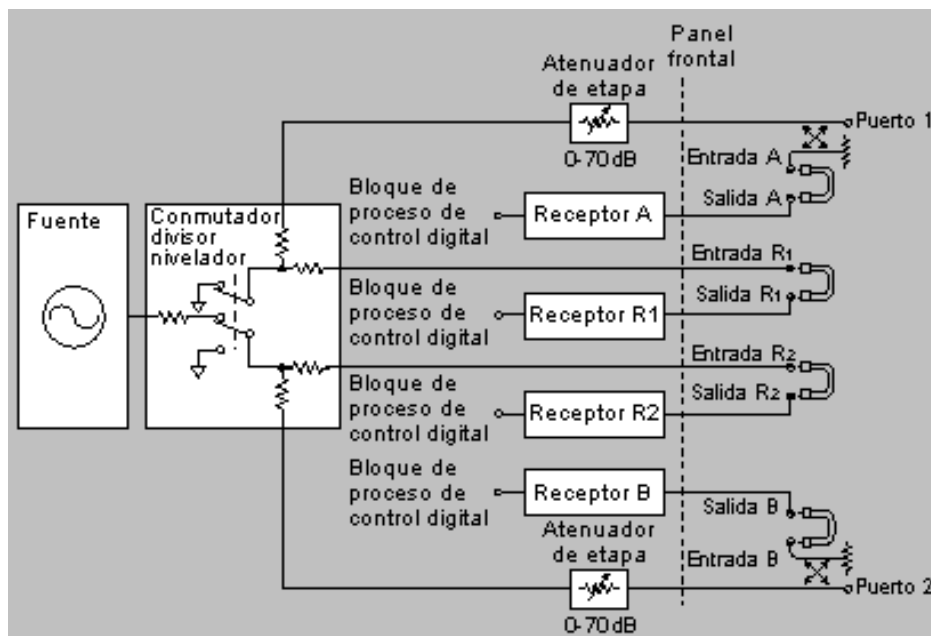 Panel
frontal
Atenuador
de etapa
Puerto 1
0-70dB
Entrada A
Salida A
Bloque de
proceso de
control digital
Receptor A
Fuente
Conmutador
divisor
nivelador
Entrada R1
Salida R1
Bloque de
proceso de
control digital
Receptor R1
Entrada R2
Salida R2
Bloque de
proceso de
control digital
Receptor R2
Bloque de
proceso de
control digital
Receptor B
Salida B
Entrada B
Atenuador
de etapa
Puerto 2
0-70dB